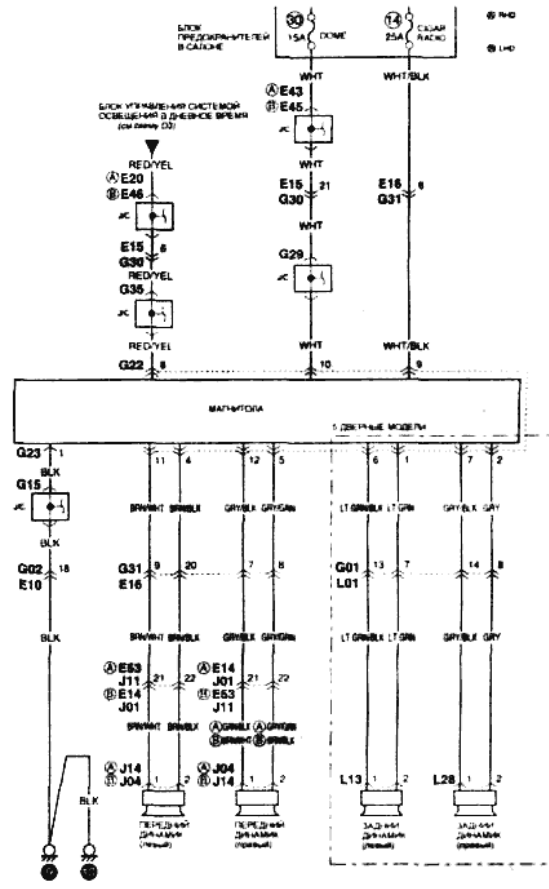 БЛОК
ПРЕДОХРАНИТЕЛЕЙ
В САЛОНЕ
30
15A
DOME
14
25A
CIGAR
RADIO
Ⓐ RHD
Ⓑ LHD
WHT
WHT/BLK
БЛОК УПРАВЛЕНИЯ СИСТЕМОЙ
ОСВЕЩЕНИЯ В ДНЕВНОЕ ВРЕМЯ
(см схему D3)
Ⓐ E43
Ⓑ E45
J/C
RED/YEL
WHT
Ⓐ E20
Ⓑ E46
J/C
E15 21
G30
E16 6
G31
E15 6
G30
WHT
RED/YEL
G29
J/C
G35
J/C
RED/YEL
WHT
WHT/BLK
G22 8
10
9
МАГНИТОЛА
5 ДВЕРНЫЕ МОДЕЛИ
G23 1
11 4 12 5 6 1 7 2
BLK
G15
J/C
BRN/WHT BRN/BLK GRY/BLK GRY/GRN LT GRN/BLK LT GRN GRY/BLK GRY
BLK
G02 18
E10
G31 9 20 7 8
E16
G01 13 7 14 8
L01
BLK
BRN/WHT BRN/BLK GRY/BLK GRY/GRN LT GRN/BLK LT GRN GRY/BLK GRY
Ⓐ E53 21 22
J11
Ⓑ E14
J01
Ⓐ E14 21 22
J01
Ⓑ E53
J11
BRN/WHT BRN/BLK
Ⓐ GRY/BLK Ⓐ GRY/GRN
Ⓑ BRN/WHT Ⓑ BRN/BLK
Ⓐ J14 1 2
Ⓑ J04
Ⓐ J04 1 2
Ⓑ J14
L13 1 2
L28 1 2
BLK
ПЕРЕДНИЙ
ДИНАМИК
(левый)
ПЕРЕДНИЙ
ДИНАМИК
(правый)
ЗАДНИЙ
ДИНАМИК
(левый)
ЗАДНИЙ
ДИНАМИК
(правый)